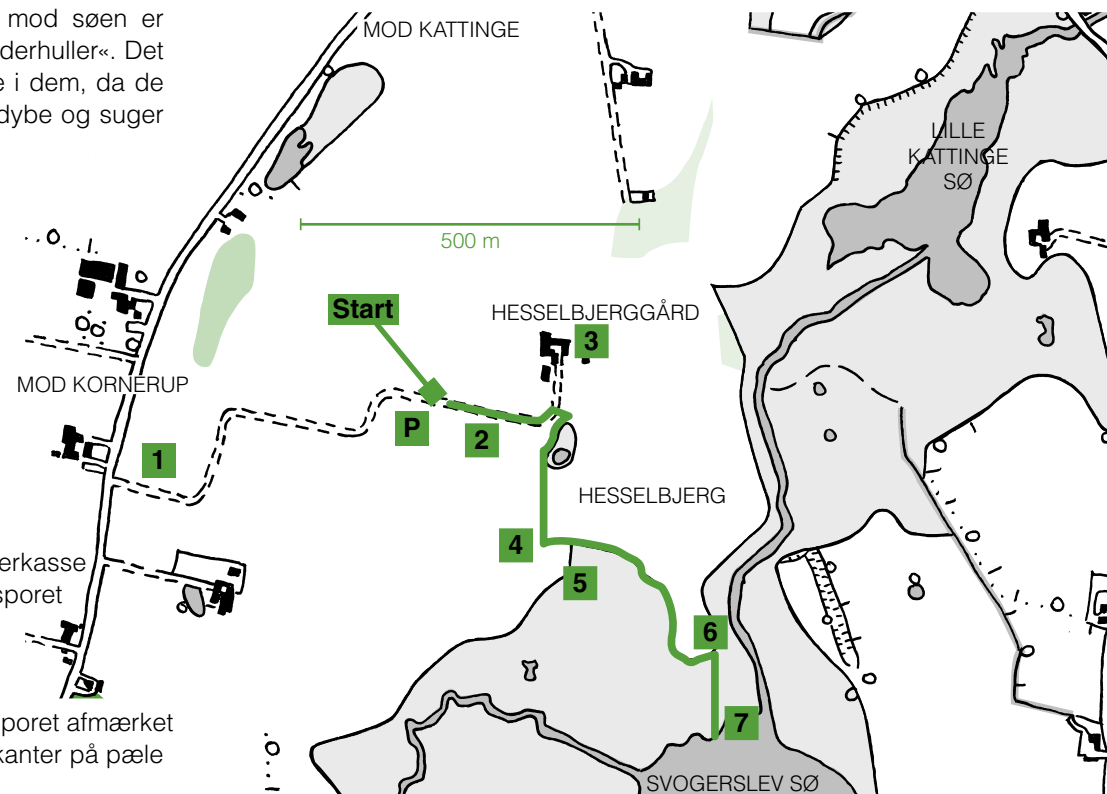 mod søen er
derhuller«. Det
e i dem, da de
dybe og suger
MOD KATTINGE
LILLE
KATTINGE
SØ
500 m
Start
HESSELBJERGGÅRD
3
MOD KORNERUP
P
2
1
HESSELBJERG
4
5
erkasse
sporet
6
7
poret afmærket
kanter på pæle
SVOGERSLEV SØ